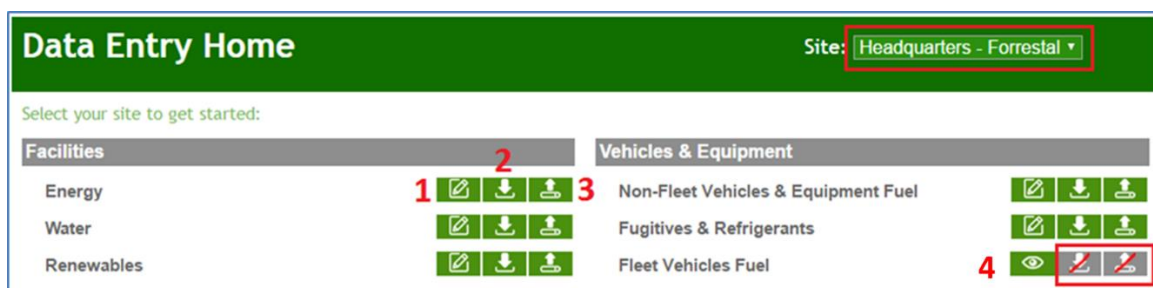 Data Entry Home
Site: Headquarters - Forrestal
Select your site to get started:
Facilities
2
Energy
1
3
Water
Renewables
Vehicles & Equipment
Non-Fleet Vehicles & Equipment Fuel
Fugitives & Refrigerants
Fleet Vehicles Fuel
4